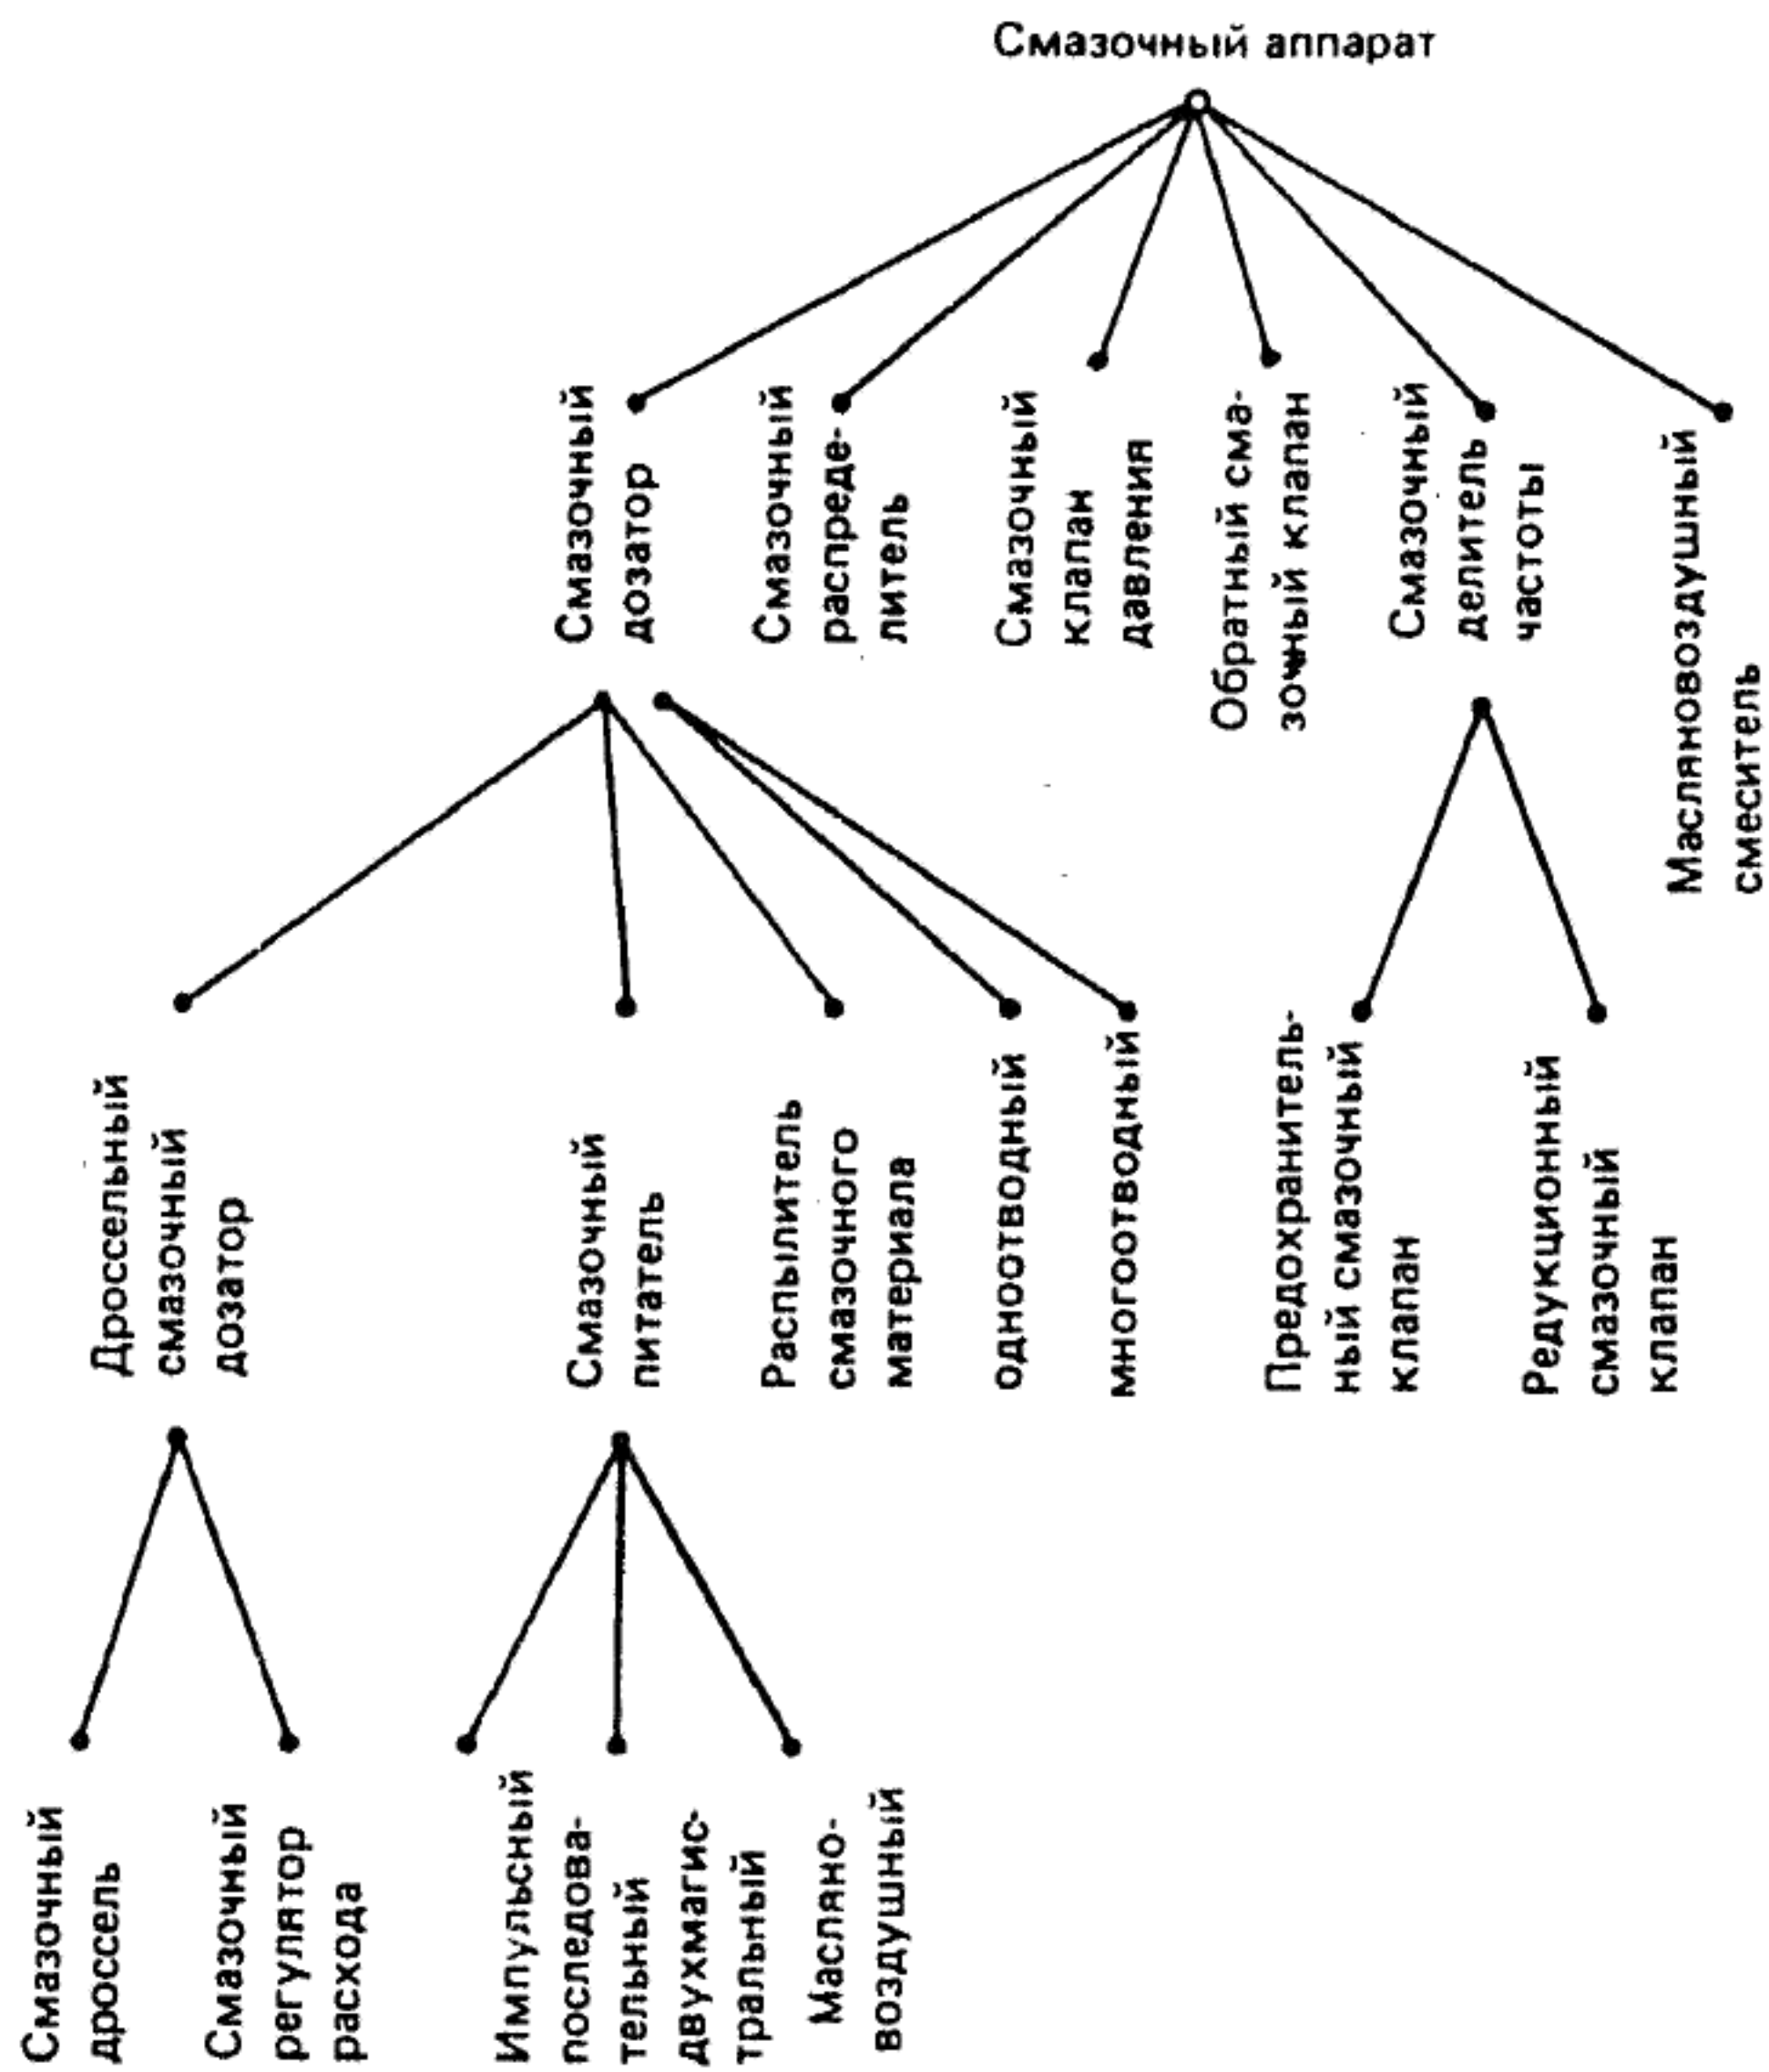 Смазочный аппарат
Смазочный
дозатор
Смазочный
распреде-
литель
Смазочный
клапан
давления
Обратный сма-
зочный клапан
Смазочный
делитель
частоты
Масляновоздушный
смеситель
Дроссельный
смазочный
дозатор
Смазочный
питатель
Распылитель
смазочного
материала
одноотводный
многоотводный
Предохранитель-
ный смазочный
клапан
Редукционный
смазочный
клапан
Смазочный
дроссель
Смазочный
регулятор
расхода
Импульсный
последова-
тельный
двухмагис-
тральный
Масляно-
воздушный